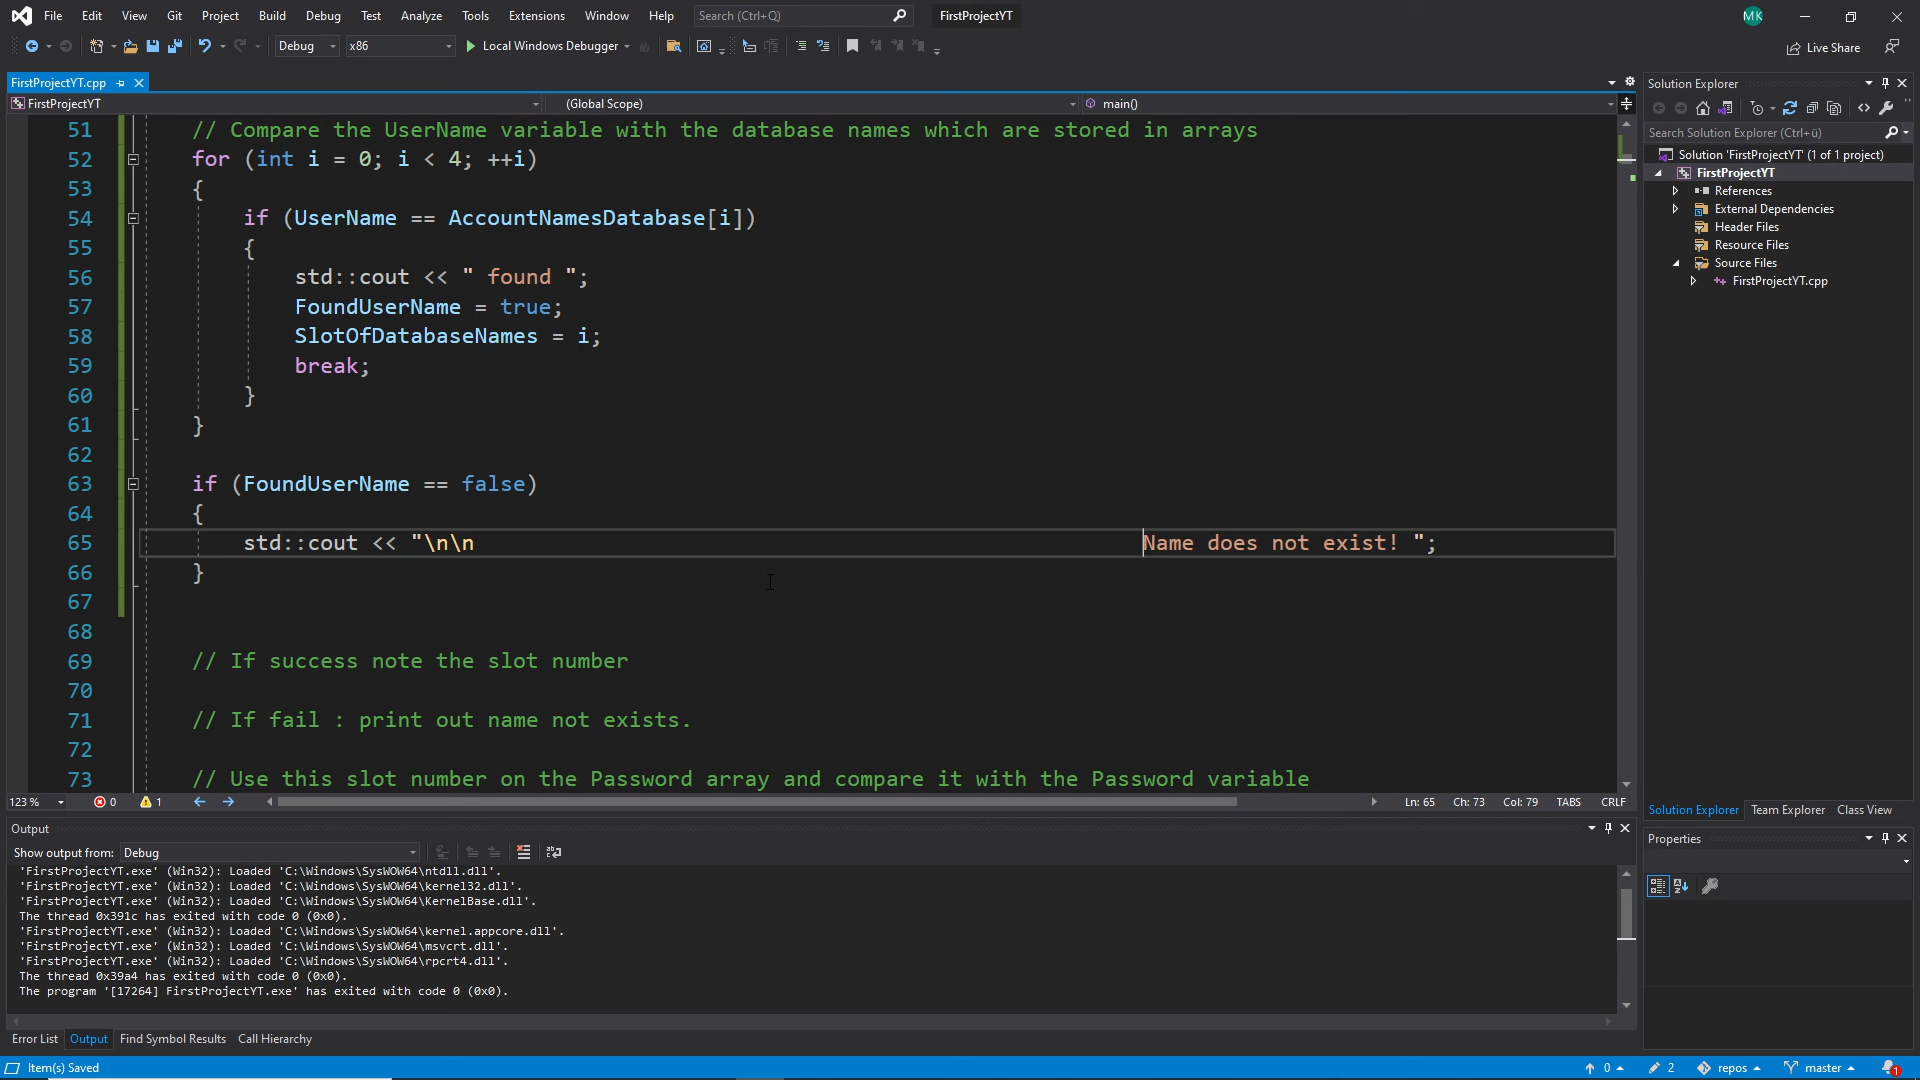 File Edit View Git Project Build Debug Test Analyze Tools Extensions Window Help Search (Ctrl+Q) FirstProjectYT MK
Debug x86 Local Windows Debugger Live Share
FirstProjectYT.cpp
FirstProjectYT (Global Scope) main()
51 // Compare the UserName variable with the database names which are stored in arrays
52 for (int i = 0; i < 4; ++i)
53 {
54 if (UserName == AccountNamesDatabase[i])
55 {
56 std::cout << " found ";
57 FoundUserName = true;
58 SlotOfDatabaseNames = i;
59 break;
60 }
61 }
62
63 if (FoundUserName == false)
64 {
65 std::cout << "\n\n Name does not exist! ";
66 }
67
68
69 // If success note the slot number
70
71 // If fail : print out name not exists.
72
73 // Use this slot number on the Password array and compare it with the Password variable
123 % 0 1 Ln: 65 Ch: 73 Col: 79 TABS CRLF
Output
Show output from: Debug
'FirstProjectYT.exe' (Win32): Loaded 'C:\Windows\SysWOW64\ntdll.dll'.
'FirstProjectYT.exe' (Win32): Loaded 'C:\Windows\SysWOW64\kernel32.dll'.
'FirstProjectYT.exe' (Win32): Loaded 'C:\Windows\SysWOW64\KernelBase.dll'.
The thread 0x391c has exited with code 0 (0x0).
'FirstProjectYT.exe' (Win32): Loaded 'C:\Windows\SysWOW64\kernel.appcore.dll'.
'FirstProjectYT.exe' (Win32): Loaded 'C:\Windows\SysWOW64\msvcrt.dll'.
'FirstProjectYT.exe' (Win32): Loaded 'C:\Windows\SysWOW64\rpcrt4.dll'.
The thread 0x39a4 has exited with code 0 (0x0).
The program '[17264] FirstProjectYT.exe' has exited with code 0 (0x0).
Error List Output Find Symbol Results Call Hierarchy
Solution Explorer
Search Solution Explorer (Ctrl+ü)
Solution 'FirstProjectYT' (1 of 1 project)
FirstProjectYT
References
External Dependencies
Header Files
Resource Files
Source Files
FirstProjectYT.cpp
Solution Explorer Team Explorer Class View
Properties
Item(s) Saved 0 2 repos master 1